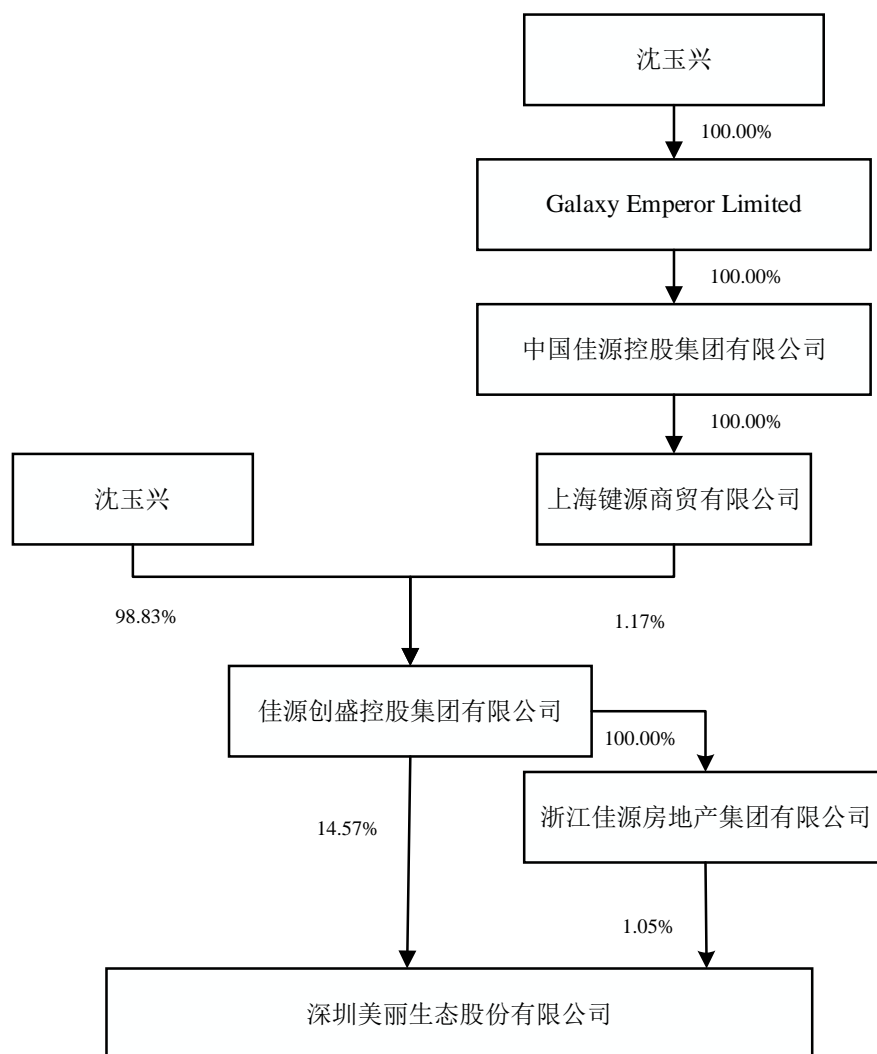 沈玉兴
100.00%
Galaxy Emperor Limited
100.00%
中国佳源控股集团有限公司
100.00%
沈玉兴
上海键源商贸有限公司
98.83%
1.17%
佳源创盛控股集团有限公司
100.00%
浙江佳源房地产集团有限公司
14.57%
1.05%
深圳美丽生态股份有限公司